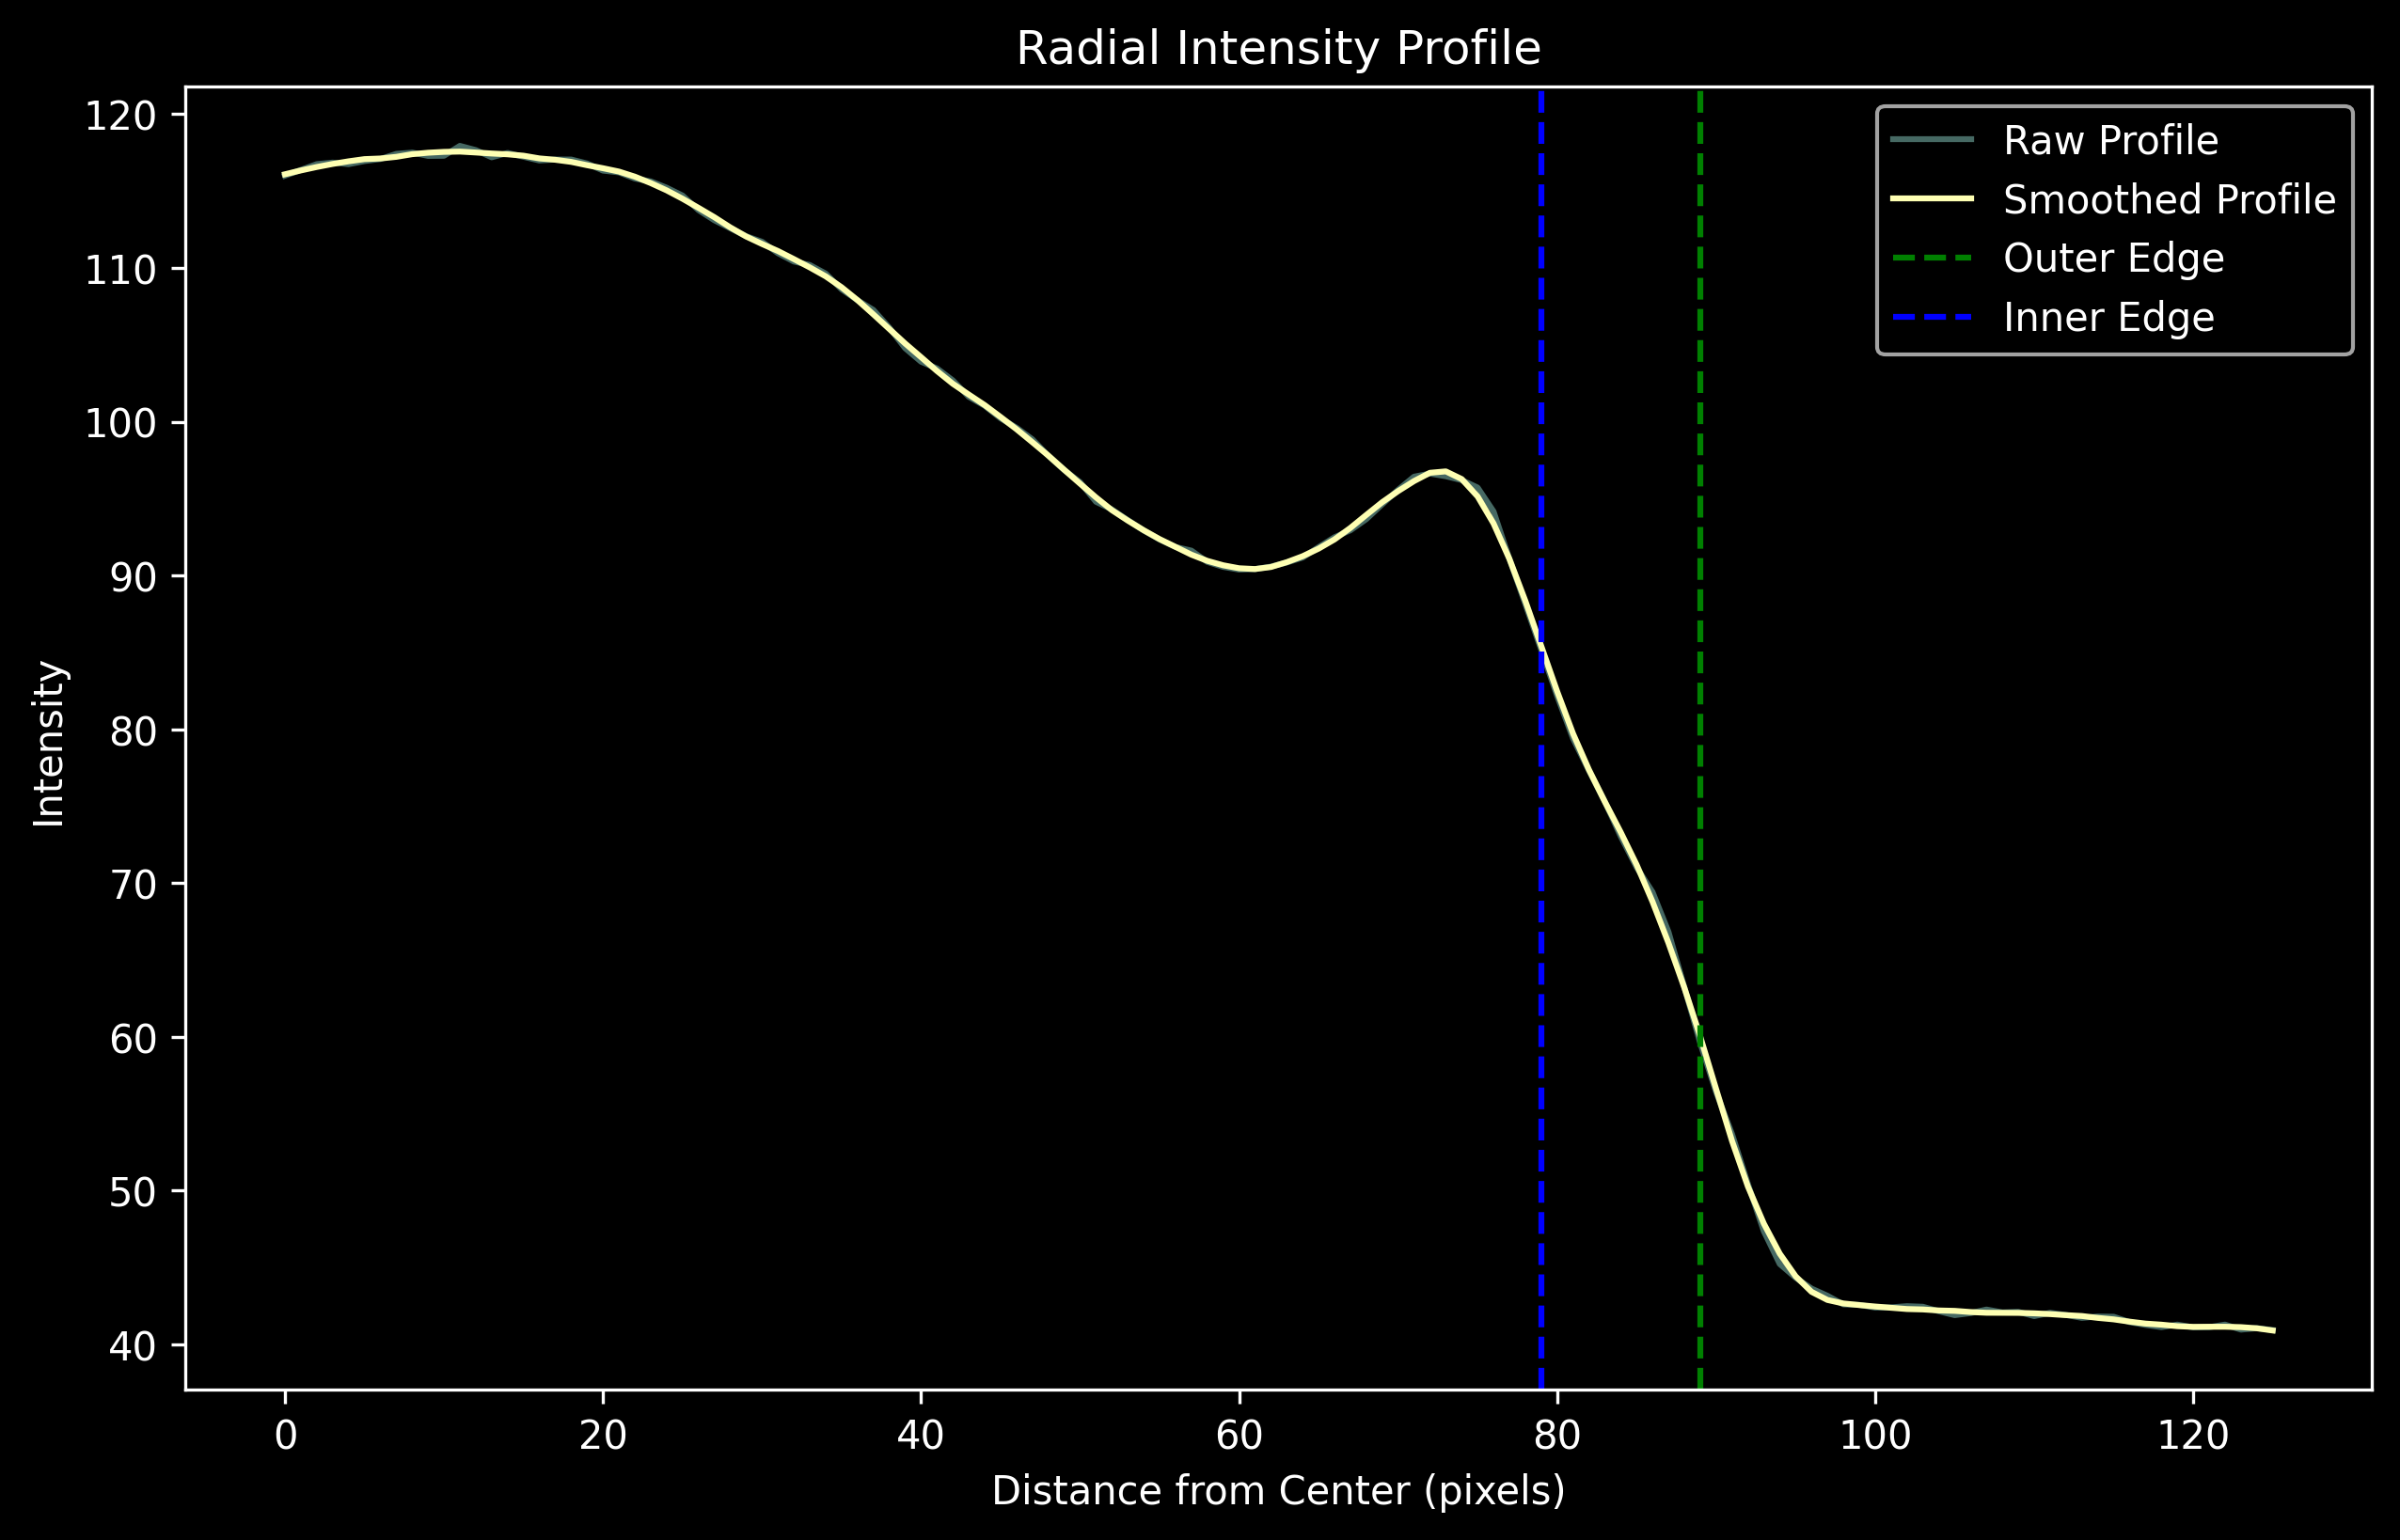 Radial Intensity Profile
120
110
100
90
80
70
60
50
40
Intensity
Raw Profile
Smoothed Profile
Outer Edge
Inner Edge
0 20 40 60 80 100 120
Distance from Center (pixels)